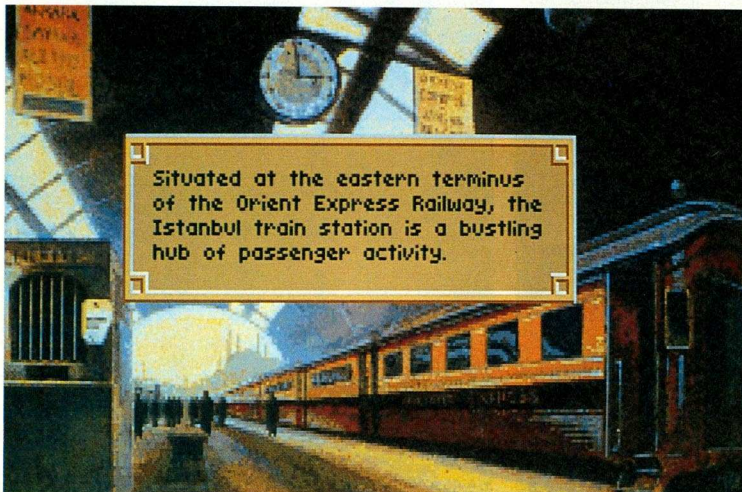 Situated at the eastern terminus
of the Orient Express Railway, the
Istanbul train station is a bustling
hub of passenger activity.